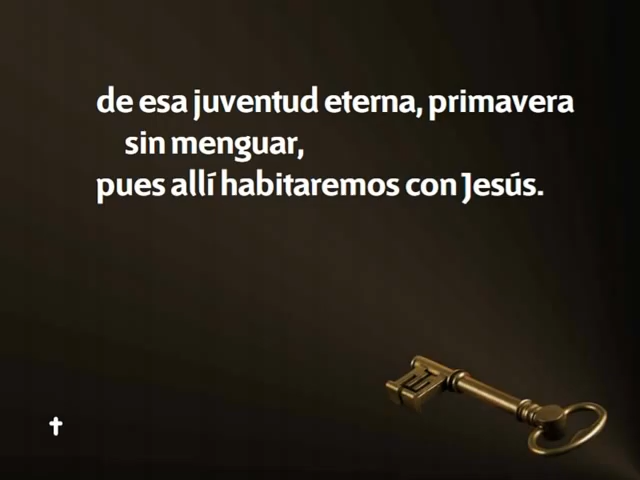 de esa juventud eterna, primavera
sin menguar,
pues allí habitaremos con Jesús.